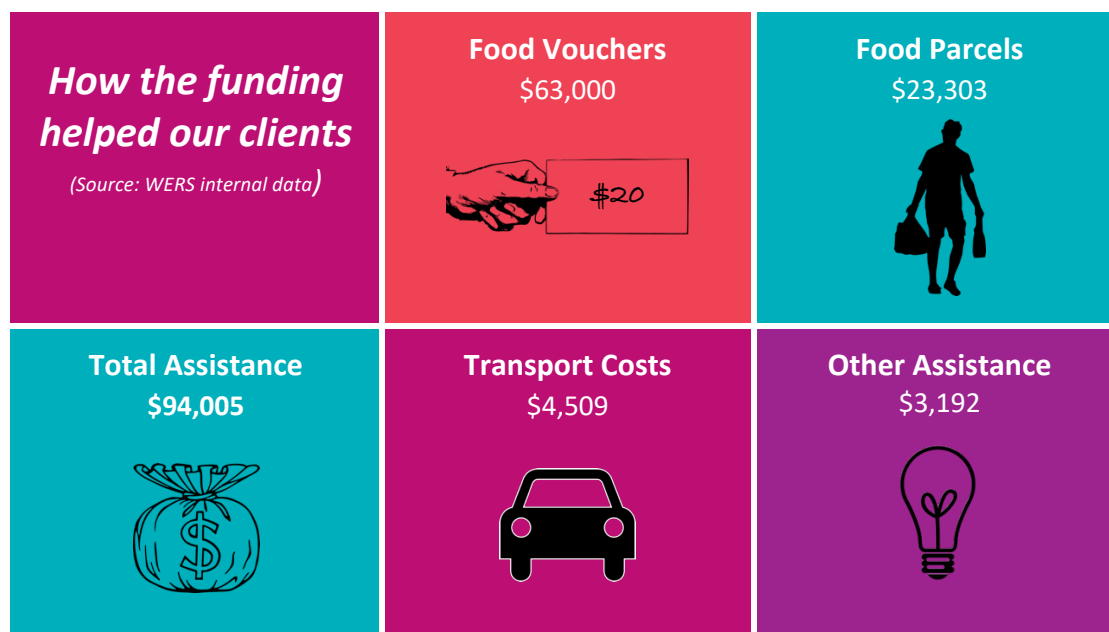 How the funding
helped our clients
(Source: WERS internal data)
Food Vouchers
$63,000
$20
Food Parcels
$23,303
Total Assistance
$94,005
$
Transport Costs
$4,509
Other Assistance
$3,192